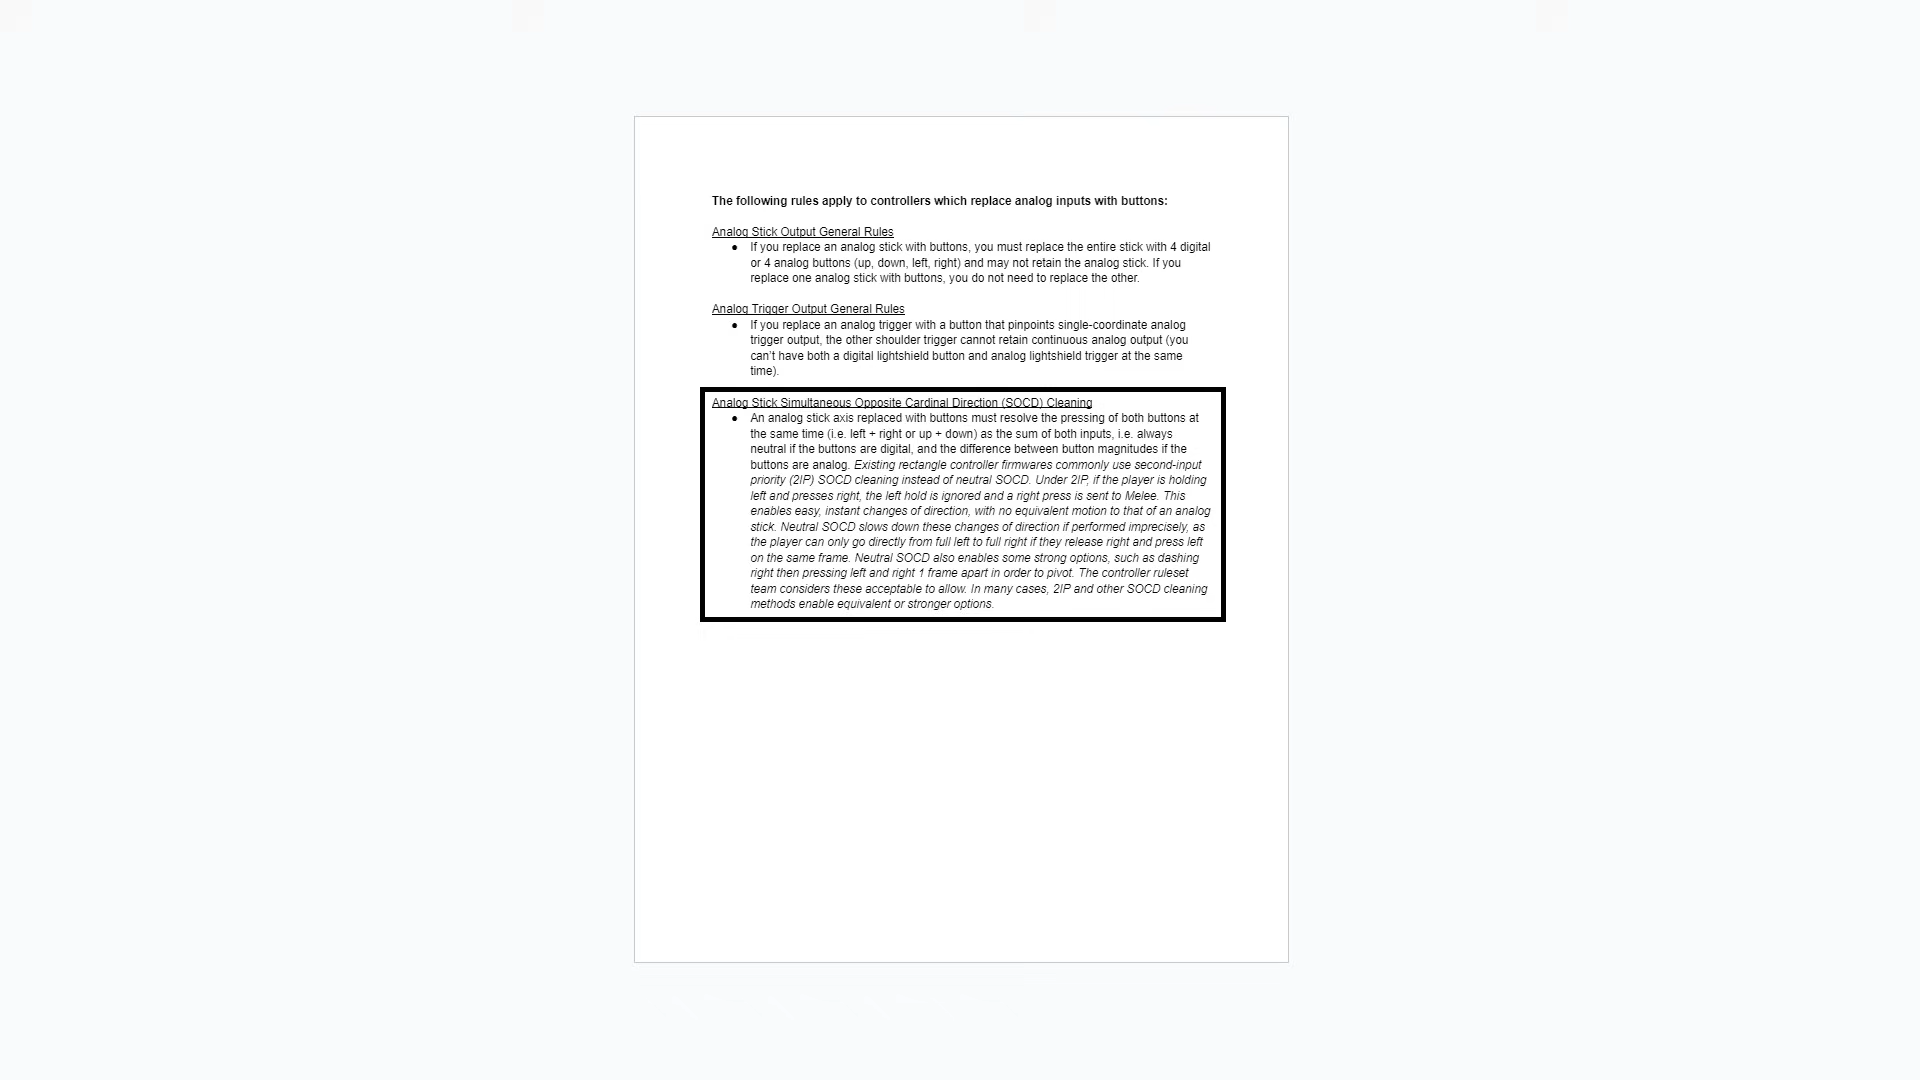 The following rules apply to controllers which replace analog inputs with buttons:
Analog Stick Output General Rules
● If you replace an analog stick with buttons, you must replace the entire stick with 4 digital
or 4 analog buttons (up, down, left, right) and may not retain the analog stick. If you
replace one analog stick with buttons, you do not need to replace the other.
Analog Trigger Output General Rules
● If you replace an analog trigger with a button that pinpoints single-coordinate analog
trigger output, the other shoulder trigger cannot retain continuous analog output (you
can't have both a digital lightshield button and analog lightshield trigger at the same
time).
Analog Stick Simultaneous Opposite Cardinal Direction (SOCD) Cleaning
● An analog stick axis replaced with buttons must resolve the pressing of both buttons at
the same time (i.e. left + right or up + down) as the sum of both inputs, i.e. always
neutral if the buttons are digital, and the difference between button magnitudes if the
buttons are analog. Existing rectangle controller firmwares commonly use second-input
priority (2IP) SOCD cleaning instead of neutral SOCD. Under 2IP, if the player is holding
left and presses right, the left hold is ignored and a right press is sent to Melee. This
enables easy, instant changes of direction, with no equivalent motion to that of an analog
stick. Neutral SOCD slows down these changes of direction if performed imprecisely, as
the player can only go directly from full left to full right if they release right and press left
on the same frame. Neutral SOCD also enables some strong options, such as dashing
right then pressing left and right 1 frame apart in order to pivot. The controller ruleset
team considers these acceptable to allow. In many cases, 2IP and other SOCD cleaning
methods enable equivalent or stronger options.